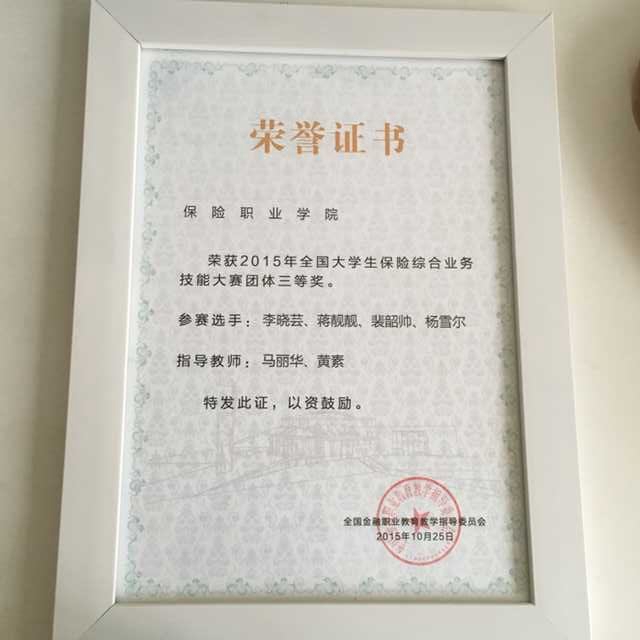 荣誉证书
保险职业学院
荣获2015年全国大学生保险综合业务
技能大赛团体三等奖。
参赛选手：李晓芸、蒋靓靓、裴韶帅、杨雪尔
指导教师：马丽华、黄素
特发此证，以资鼓励。
全国金融职业教育教学指导委员会
2015年10月25日